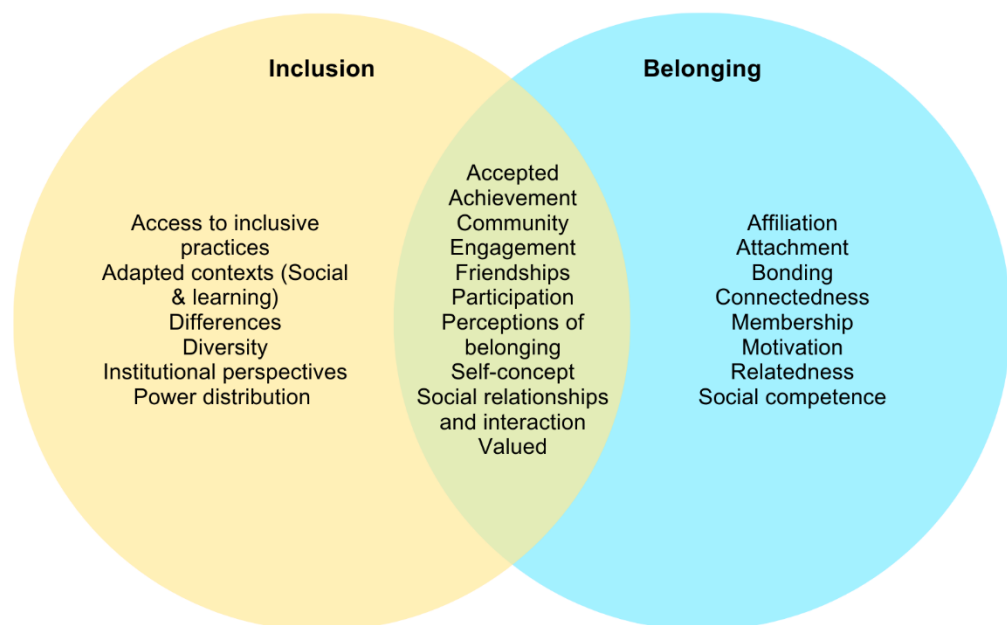 Inclusion
Belonging
Access to inclusive
practices
Adapted contexts (Social
& learning)
Differences
Diversity
Institutional perspectives
Power distribution
Accepted
Achievement
Community
Engagement
Friendships
Participation
Perceptions of
belonging
Self-concept
Social relationships
and interaction
Valued
Affiliation
Attachment
Bonding
Connectedness
Membership
Motivation
Relatedness
Social competence